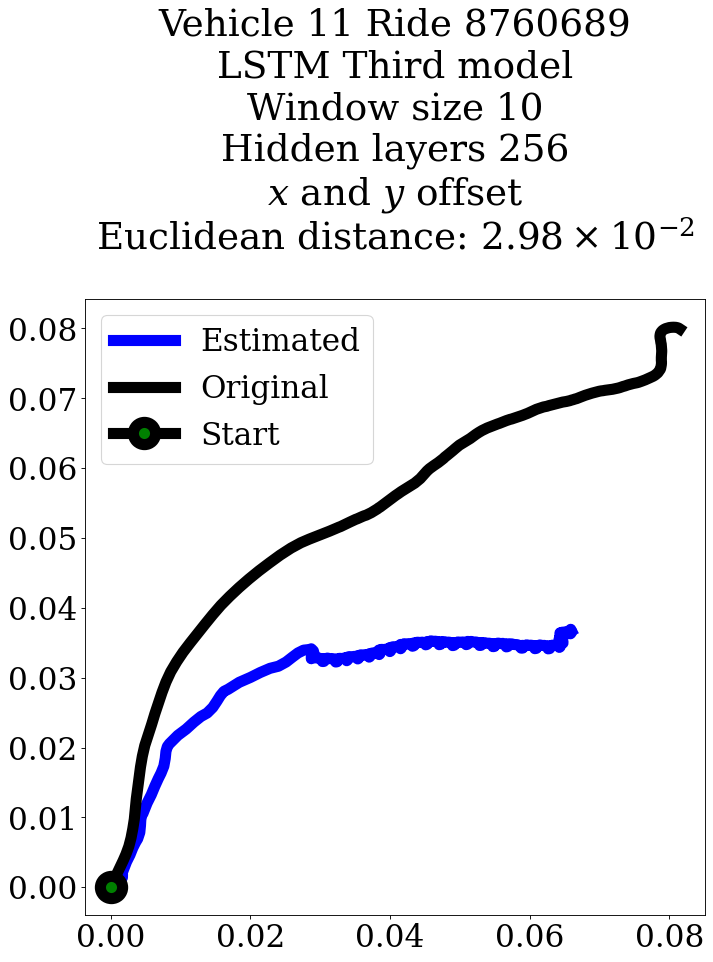 Vehicle 11 Ride 8760689
LSTM Third model
Window size 10
Hidden layers 256
x and y offset
Euclidean distance: 2.98 × 10⁻²
Estimated
Original
Start
0.08
0.07
0.06
0.05
0.04
0.03
0.02
0.01
0.00
0.00 0.02 0.04 0.06 0.08